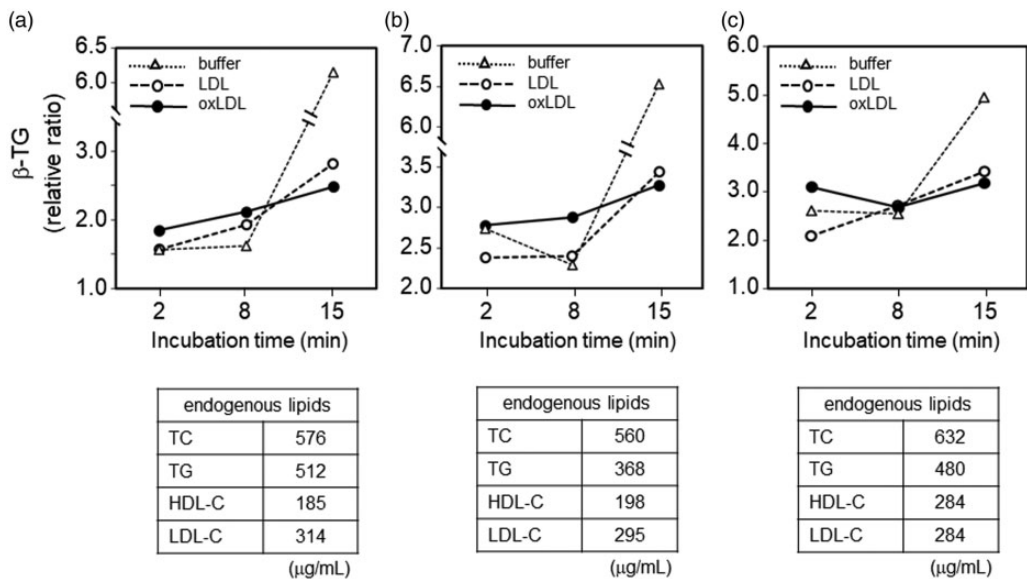 (a)
(b)
(c)
β-TG
(relative ratio)
6.5
6.0
3.0
2.0
1.0
buffer
LDL
oxLDL
2 8 15
Incubation time (min)
7.0
6.5
6.0
3.5
3.0
2.5
2.0
buffer
LDL
oxLDL
2 8 15
Incubation time (min)
6.0
5.0
4.0
3.0
2.0
1.0
buffer
LDL
oxLDL
2 8 15
Incubation time (min)
endogenous lipids
TC 576
TG 512
HDL-C 185
LDL-C 314
(μg/mL)
endogenous lipids
TC 560
TG 368
HDL-C 198
LDL-C 295
(μg/mL)
endogenous lipids
TC 632
TG 480
HDL-C 284
LDL-C 284
(μg/mL)